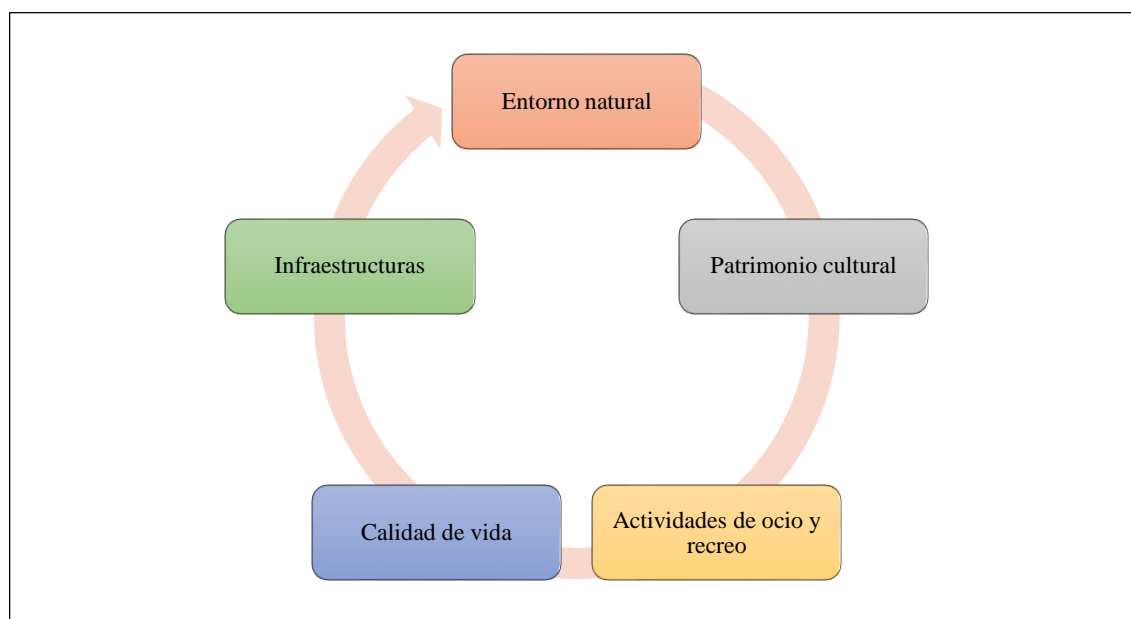 Entorno natural
Patrimonio cultural
Actividades de ocio y
recreo
Calidad de vida
Infraestructuras